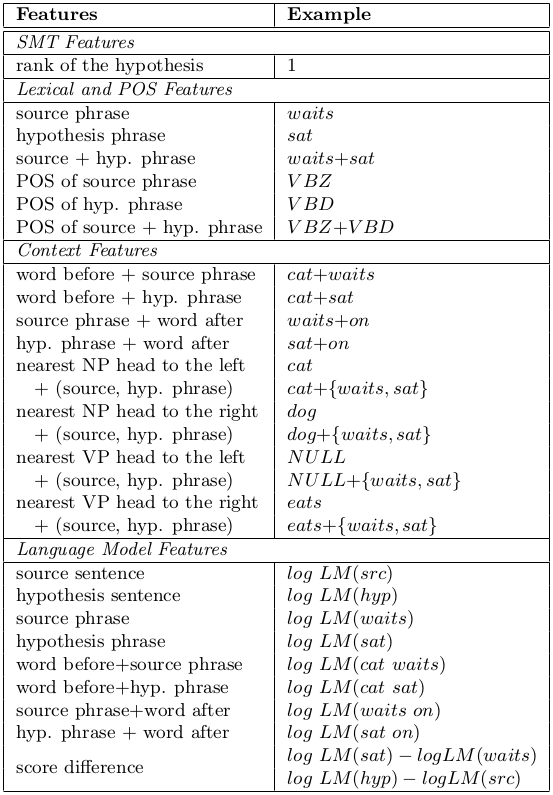 Features Example
SMT Features
rank of the hypothesis 1
Lexical and POS Features
source phrase waits
hypothesis phrase sat
source + hyp. phrase waits+sat
POS of source phrase VBZ
POS of hyp. phrase VBD
POS of source + hyp. phrase VBZ+VBD
Context Features
word before + source phrase cat+waits
word before + hyp. phrase cat+sat
source phrase + word after waits+on
hyp. phrase + word after sat+on
nearest NP head to the left cat
+ (source, hyp. phrase) cat+{waits, sat}
nearest NP head to the right dog
+ (source, hyp. phrase) dog+{waits, sat}
nearest VP head to the left NULL
+ (source, hyp. phrase) NULL+{waits, sat}
nearest VP head to the right eats
+ (source, hyp. phrase) eats+{waits, sat}
Language Model Features
source sentence log LM(src)
hypothesis sentence log LM(hyp)
source phrase log LM(waits)
hypothesis phrase log LM(sat)
word before+source phrase log LM(cat waits)
word before+hyp. phrase log LM(cat sat)
source phrase+word after log LM(waits on)
hyp. phrase + word after log LM(sat on)
score difference log LM(sat) − logLM(waits)
log LM(hyp) − logLM(src)